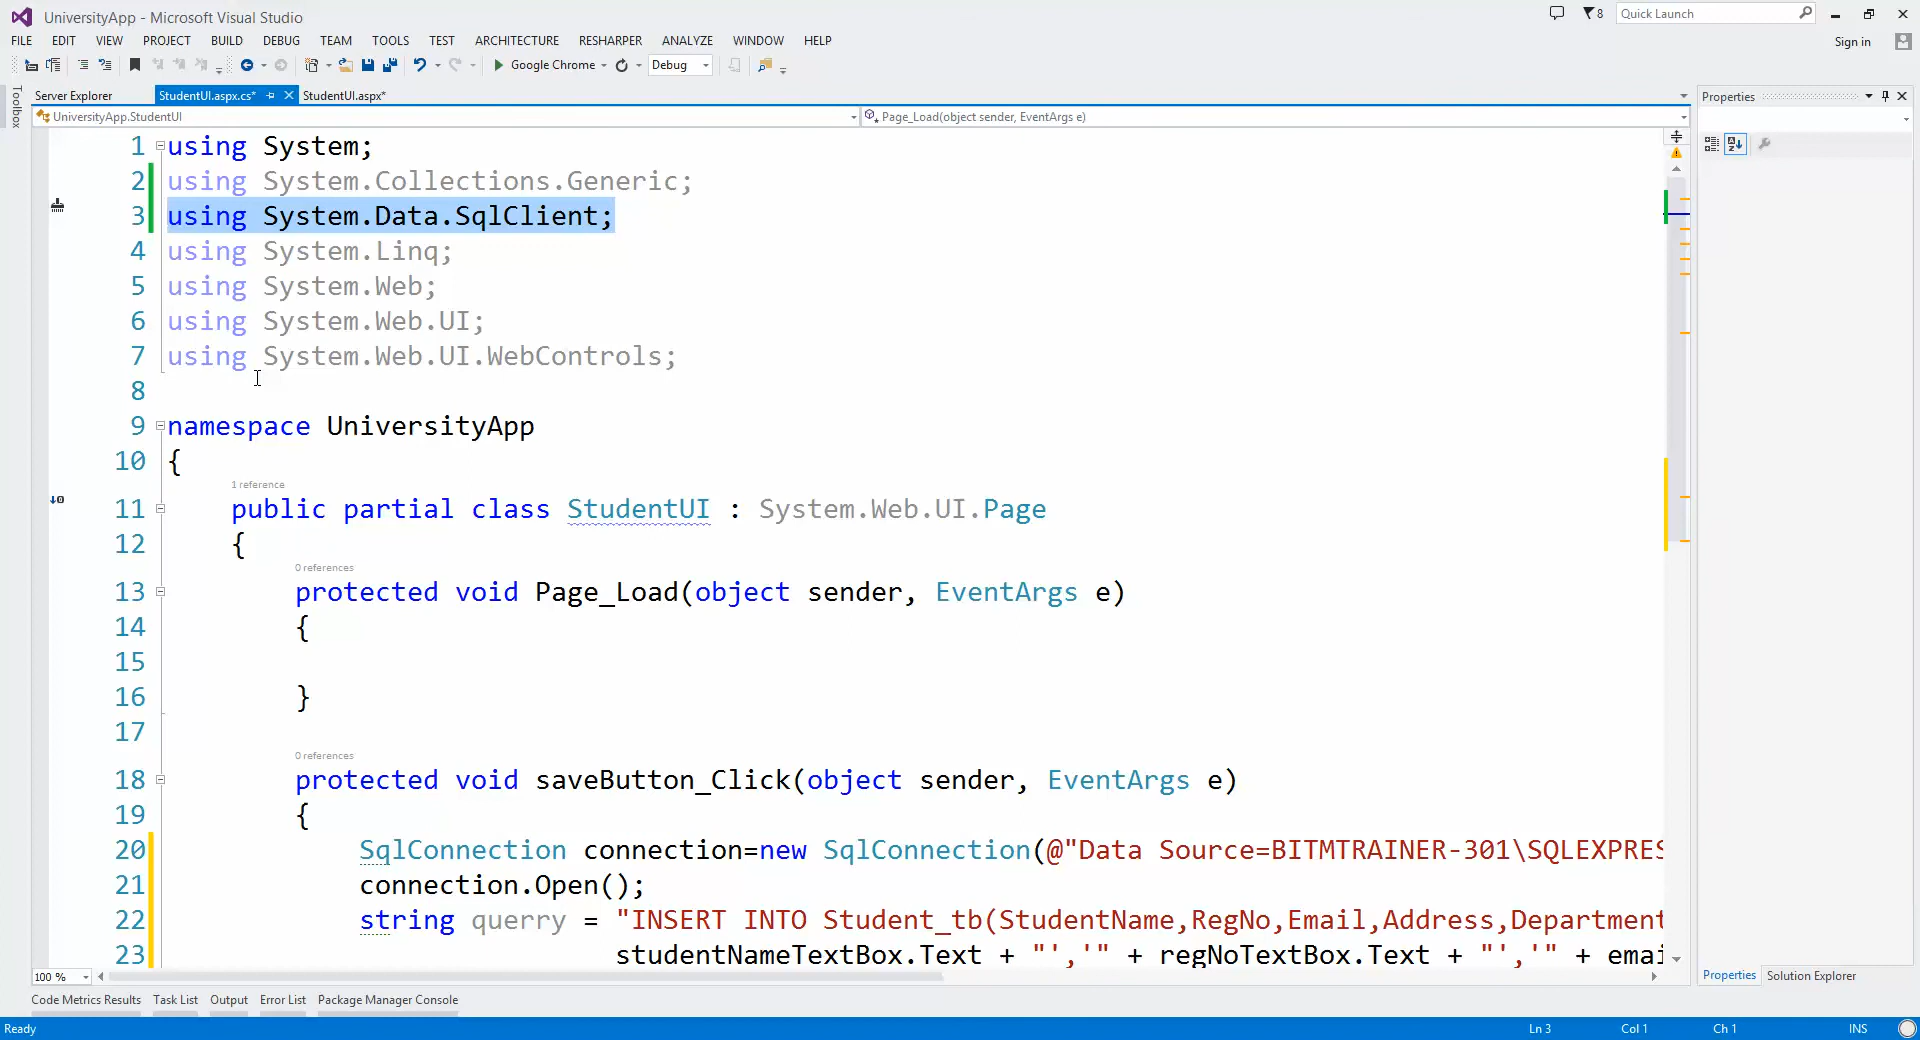 UniversityApp - Microsoft Visual Studio
8
Quick Launch
FILE EDIT VIEW PROJECT BUILD DEBUG TEAM TOOLS TEST ARCHITECTURE RESHARPER ANALYZE WINDOW HELP
Sign in
Google Chrome Debug
Toolbox
Server Explorer StudentUI.aspx.cs* StudentUI.aspx*
Properties
UniversityApp.StudentUI Page_Load(object sender, EventArgs e)
1 using System;
2 using System.Collections.Generic;
3 using System.Data.SqlClient;
4 using System.Linq;
5 using System.Web;
6 using System.Web.UI;
7 using System.Web.UI.WebControls;
8
9 namespace UniversityApp
10 {
1 reference
11 public partial class StudentUI : System.Web.UI.Page
12 {
0 references
13 protected void Page_Load(object sender, EventArgs e)
14 {
15
16 }
17
0 references
18 protected void saveButton_Click(object sender, EventArgs e)
19 {
20 SqlConnection connection=new SqlConnection(@"Data Source=BITMTRAINER-301\SQLEXPRES
21 connection.Open();
22 string querry = "INSERT INTO Student_tb(StudentName,RegNo,Email,Address,Department
23 studentNameTextBox.Text + "','" + regNoTextBox.Text + "','" + emai
100 %
Properties Solution Explorer
Code Metrics Results Task List Output Error List Package Manager Console
Ready Ln 3 Col 1 Ch 1 INS